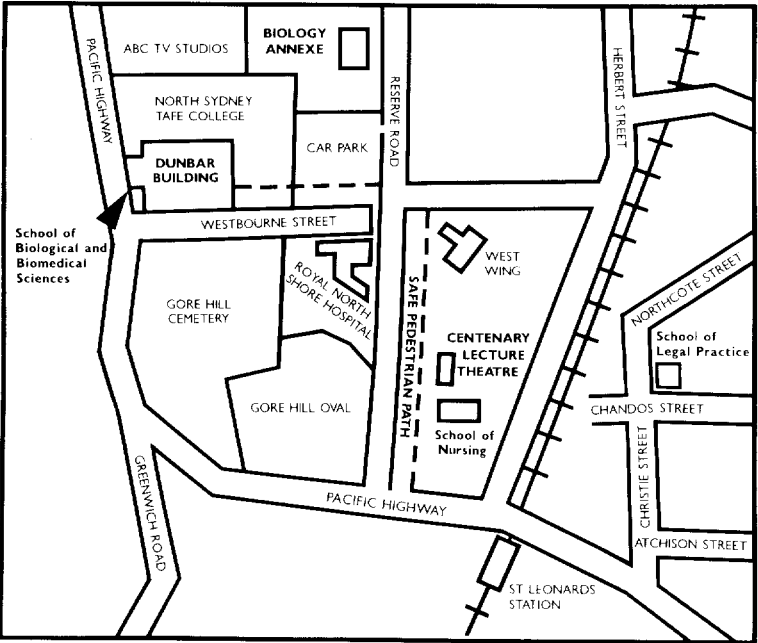 PACIFIC HIGHWAY
ABC TV STUDIOS
BIOLOGY
ANNEXE
RESERVE ROAD
HERBERT STREET
NORTH SYDNEY
TAFE COLLEGE
CAR PARK
DUNBAR
BUILDING
WESTBOURNE STREET
School of
Biological and
Biomedical
Sciences
WEST
WING
ROYAL NORTH
SHORE HOSPITAL
SAFE PEDESTRIAN PATH
GORE HILL
CEMETERY
NORTHCOTE STREET
CENTENARY
LECTURE
THEATRE
School of
Legal Practice
GORE HILL OVAL
CHANDOS STREET
School of
Nursing
CHRISTIE STREET
GREENWICH ROAD
PACIFIC HIGHWAY
ATCHISON STREET
ST LEONARDS
STATION